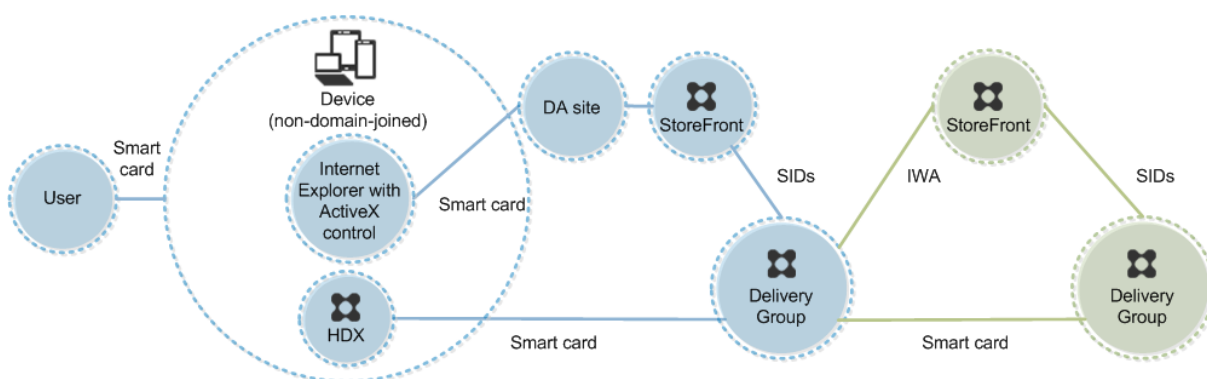 Device
(non-domain-joined)
DA site
StoreFront
StoreFront
Smart
card
User
Internet
Explorer with
ActiveX
control
Smart card
SIDs
IWA
SIDs
HDX
Delivery
Group
Delivery
Group
Smart card
Smart card